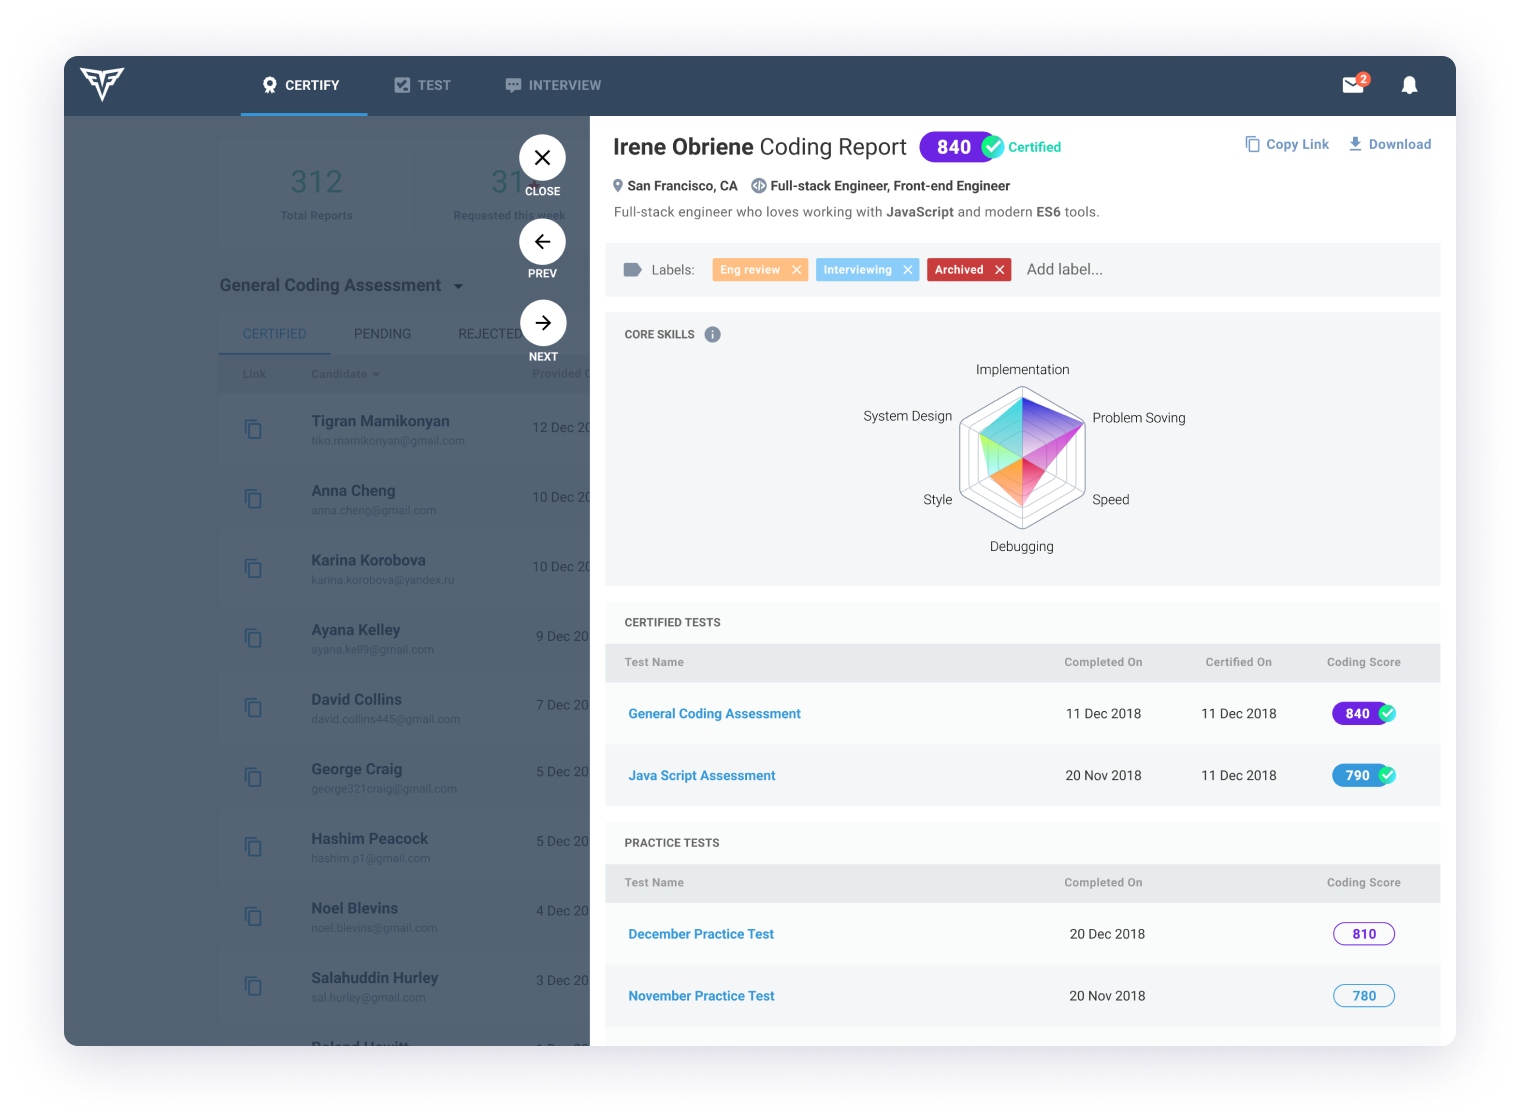 CERTIFY
TEST
INTERVIEW
2
312
Total Reports
Requested this week
CLOSE
PREV
NEXT
General Coding Assessment
CERTIFIED
PENDING
REJECTED
Link
Candidate
Provided
Tigran Mamikonyan
12 Dec 20
tiko.mamikonyan@gmail.com
Anna Cheng
10 Dec 20
anna.cheng@gmail.com
Karina Korobova
10 Dec 20
karina.korobova@yandex.ru
Ayana Kelley
9 Dec 20
ayana.kell9@gmail.com
David Collins
7 Dec 20
david.collins445@gmail.com
George Craig
5 Dec 20
george321craig@gmail.com
Hashim Peacock
5 Dec 20
hashim.p1@gmail.com
Noel Blevins
4 Dec 20
noel.blevins@gmail.com
Salahuddin Hurley
3 Dec 20
sal.hurley@gmail.com
Irene Obriene Coding Report 840 Certified
Copy Link
Download
San Francisco, CA
Full-stack Engineer, Front-end Engineer
Full-stack engineer who loves working with JavaScript and modern ES6 tools.
Labels: Eng review Interviewing Archived Add label...
CORE SKILLS
Implementation
System Design
Problem Soving
Style
Speed
Debugging
CERTIFIED TESTS
Test Name Completed On Certified On Coding Score
General Coding Assessment 11 Dec 2018 11 Dec 2018 840
Java Script Assessment 20 Nov 2018 11 Dec 2018 790
PRACTICE TESTS
Test Name Completed On Coding Score
December Practice Test 20 Dec 2018 810
November Practice Test 20 Nov 2018 780